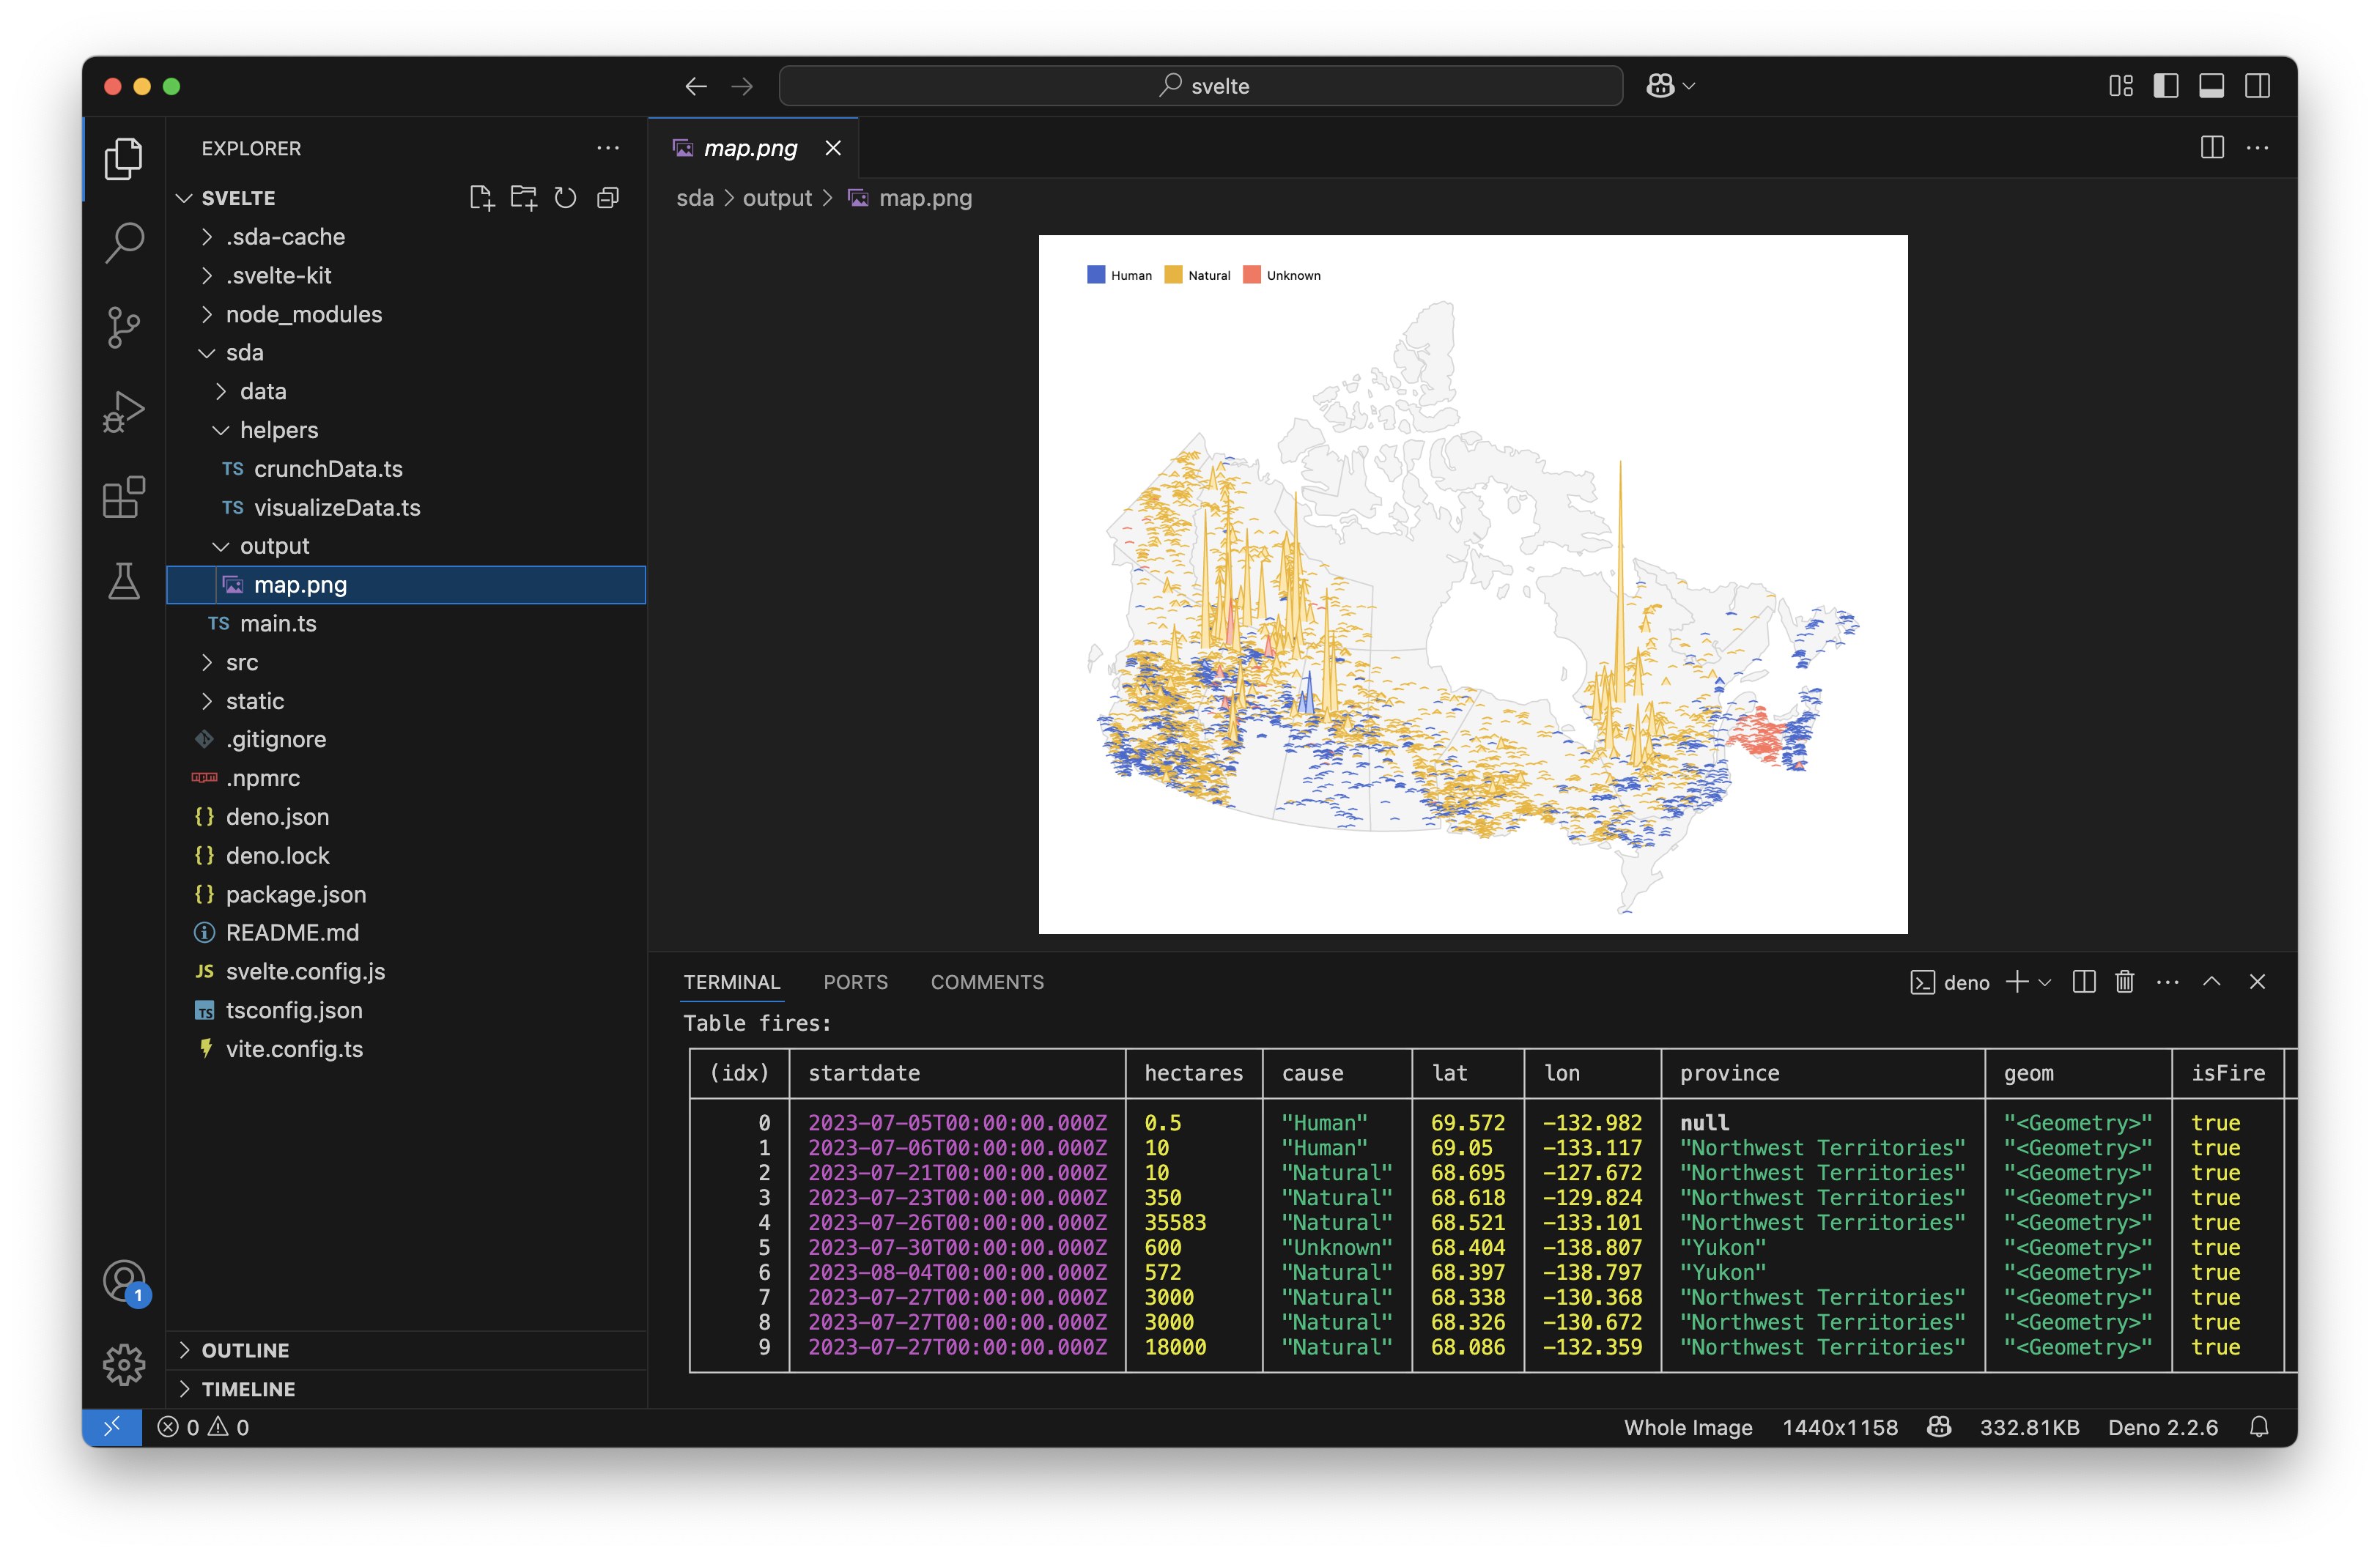 svelte
EXPLORER
SVELTE
.sda-cache
.svelte-kit
node_modules
sda
data
helpers
TS crunchData.ts
TS visualizeData.ts
output
map.png
TS main.ts
src
static
.gitignore
npm .npmrc
{} deno.json
{} deno.lock
{} package.json
README.md
JS svelte.config.js
TS tsconfig.json
vite.config.ts
1
OUTLINE
TIMELINE
map.png
sda > output > map.png
Human Natural Unknown
TERMINAL PORTS COMMENTS
deno
Table fires:
(idx) startdate hectares cause lat lon province geom isFire
0 2023-07-05T00:00:00.000Z 0.5 "Human" 69.572 -132.982 null "<Geometry>" true
1 2023-07-06T00:00:00.000Z 10 "Human" 69.05 -133.117 "Northwest Territories" "<Geometry>" true
2 2023-07-21T00:00:00.000Z 10 "Natural" 68.695 -127.672 "Northwest Territories" "<Geometry>" true
3 2023-07-23T00:00:00.000Z 350 "Natural" 68.618 -129.824 "Northwest Territories" "<Geometry>" true
4 2023-07-26T00:00:00.000Z 35583 "Natural" 68.521 -133.101 "Northwest Territories" "<Geometry>" true
5 2023-07-30T00:00:00.000Z 600 "Unknown" 68.404 -138.807 "Yukon" "<Geometry>" true
6 2023-08-04T00:00:00.000Z 572 "Natural" 68.397 -138.797 "Yukon" "<Geometry>" true
7 2023-07-27T00:00:00.000Z 3000 "Natural" 68.338 -130.368 "Northwest Territories" "<Geometry>" true
8 2023-07-27T00:00:00.000Z 3000 "Natural" 68.326 -130.672 "Northwest Territories" "<Geometry>" true
9 2023-07-27T00:00:00.000Z 18000 "Natural" 68.086 -132.359 "Northwest Territories" "<Geometry>" true
0 0 Whole Image 1440x1158 332.81KB Deno 2.2.6